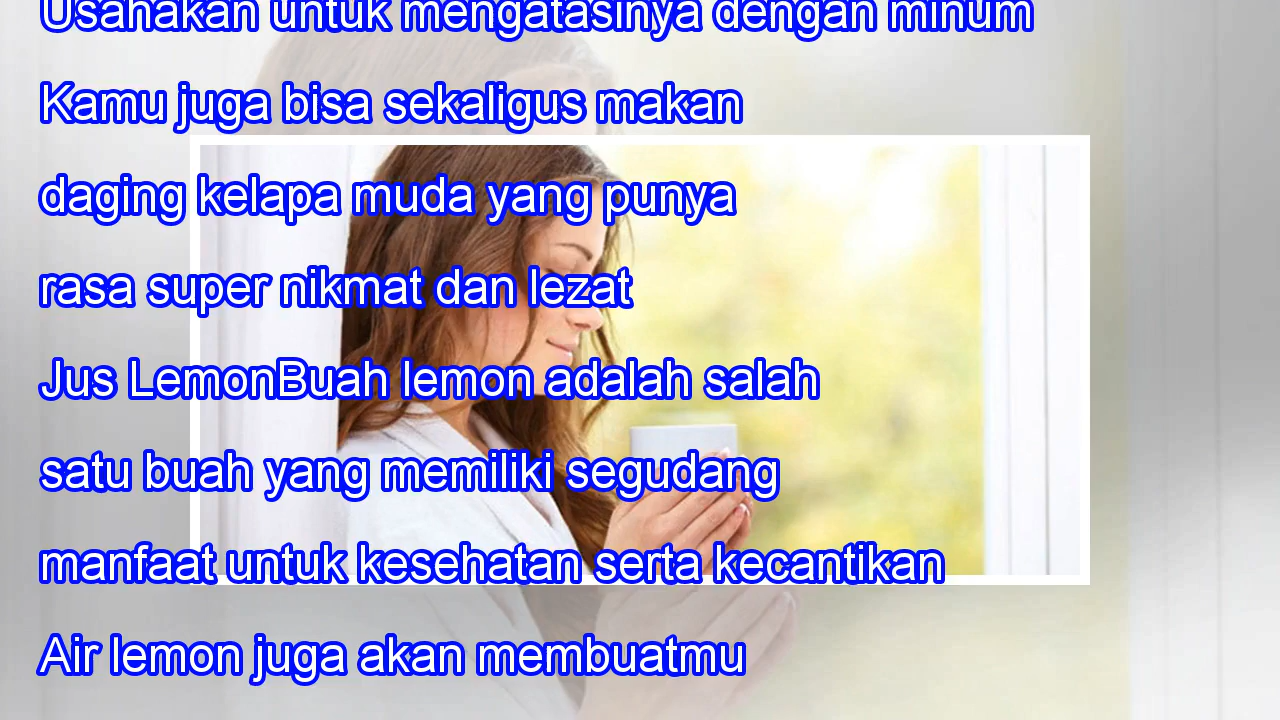 Usahakan untuk mengatasinya dengan minum
Kamu juga bisa sekaligus makan
daging kelapa muda yang punya
rasa super nikmat dan lezat
Jus LemonBuah lemon adalah salah
satu buah yang memiliki segudang
manfaat untuk kesehatan serta kecantikan
Air lemon juga akan membuatmu